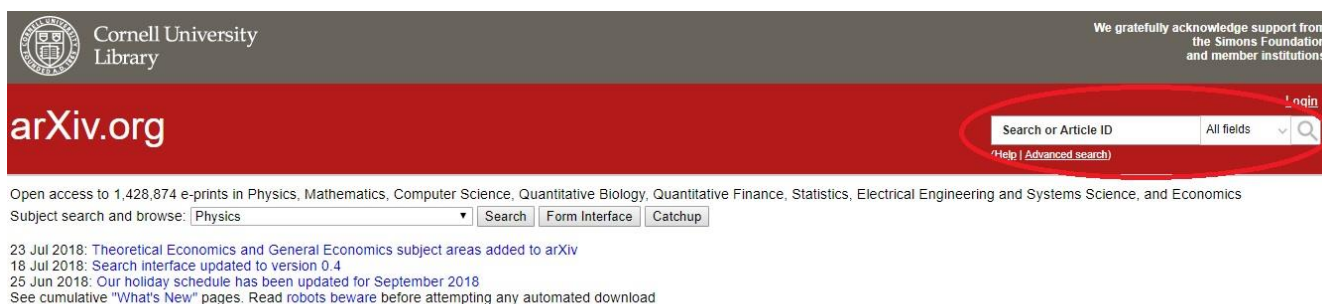 Cornell University
Library
We gratefully acknowledge support from
the Simons Foundation
and member institutions
Login
arXiv.org
Search or Article ID All fields
(Help | Advanced search)
Open access to 1,428,874 e-prints in Physics, Mathematics, Computer Science, Quantitative Biology, Quantitative Finance, Statistics, Electrical Engineering and Systems Science, and Economics
Subject search and browse: Physics Search Form Interface Catchup
23 Jul 2018: Theoretical Economics and General Economics subject areas added to arXiv
18 Jul 2018: Search interface updated to version 0.4
25 Jun 2018: Our holiday schedule has been updated for September 2018
See cumulative "What's New" pages. Read robots beware before attempting any automated download